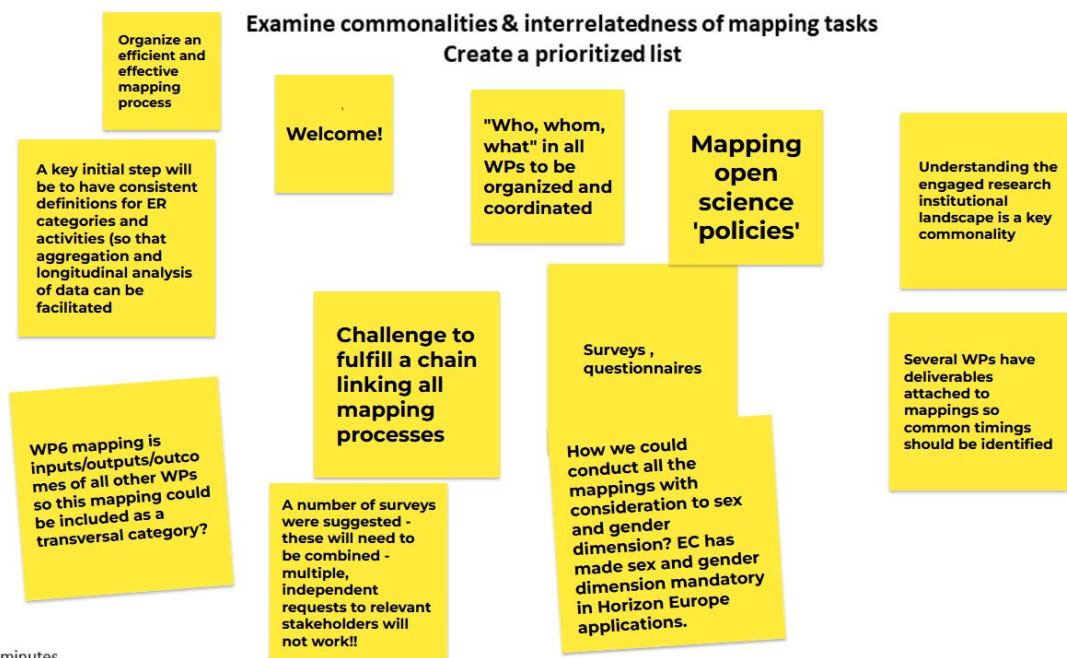 Examine commonalities & interrelatedness of mapping tasks
Create a prioritized list
Organize an
efficient and
effective
mapping
process
Welcome!
"Who, whom,
what" in all
WPs to be
organized and
coordinated
Mapping
open
science
'policies'
Understanding the
engaged research
institutional
landscape is a key
commonality
A key initial step will
be to have consistent
definitions for ER
categories and
activities (so that
aggregation and
longitudinal analysis
of data can be
facilitated
Challenge to
fulfill a chain
linking all
mapping
processes
Surveys ,
questionnaires
Several WPs have
deliverables
attached to
mappings so
common timings
should be identified
WP6 mapping is
inputs/outputs/outco
mes of all other WPs
so this mapping could
be included as a
transversal category?
A number of surveys
were suggested -
these will need to
be combined -
multiple,
independent
requests to relevant
stakeholders will
not work!!
How we could
conduct all the
mappings with
consideration to sex
and gender
dimension? EC has
made sex and gender
dimension mandatory
in Horizon Europe
applications.
minutes